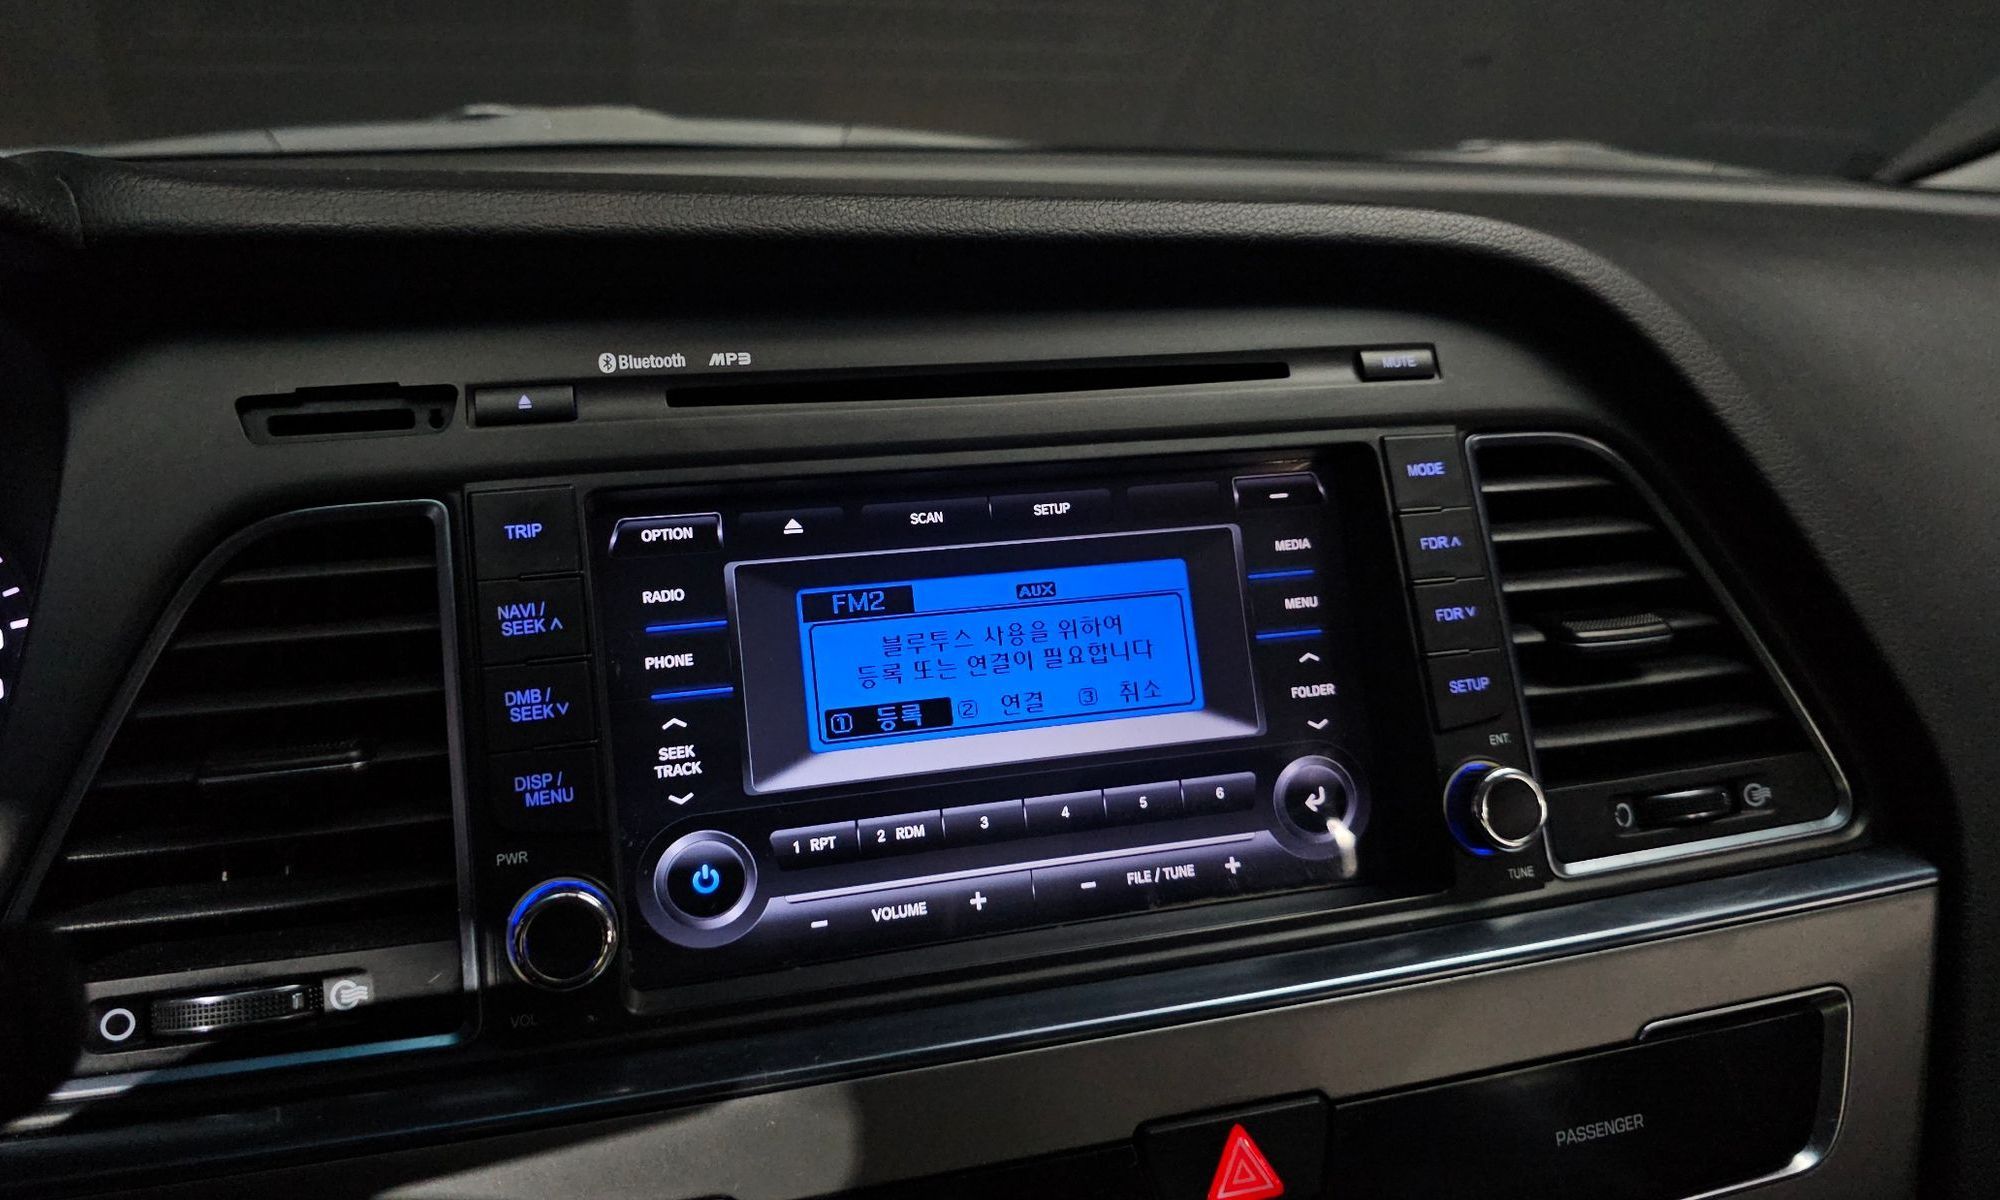 Bluetooth MP3
MUTE
TRIP
NAVI /
SEEK ∧
DMB /
SEEK ∨
DISP /
MENU
PWR
VOL
OPTION
SCAN
SETUP
RADIO
PHONE
SEEK
TRACK
FM2
AUX
블루투스 사용을 위하여
등록 또는 연결이 필요합니다
① 등록 ② 연결 ③ 취소
MEDIA
MENU
FOLDER
1 RPT
2 RDM
3
4
5
6
− VOLUME +
− FILE / TUNE +
MODE
FDR ∧
FDR ∨
SETUP
ENT.
TUNE
PASSENGER